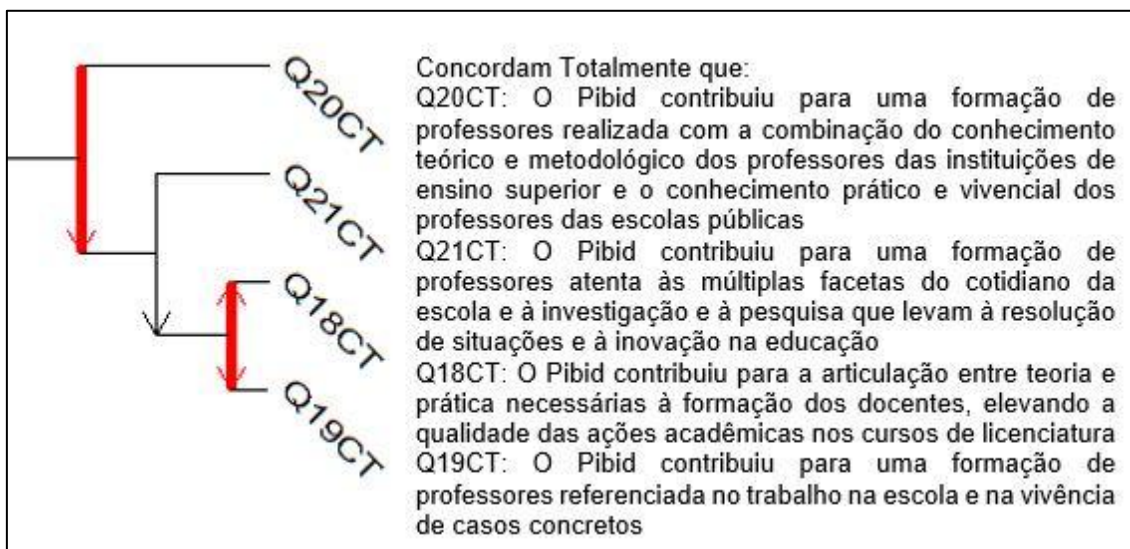 Q20CT
Q21CT
Q18CT
Q19CT
Concordam Totalmente que:
Q20CT: O Pibid contribuiu para uma formação de
professores realizada com a combinação do conhecimento
teórico e metodológico dos professores das instituições de
ensino superior e o conhecimento prático e vivencial dos
professores das escolas públicas
Q21CT: O Pibid contribuiu para uma formação de
professores atenta às múltiplas facetas do cotidiano da
escola e à investigação e à pesquisa que levam à resolução
de situações e à inovação na educação
Q18CT: O Pibid contribuiu para a articulação entre teoria e
prática necessárias à formação dos docentes, elevando a
qualidade das ações acadêmicas nos cursos de licenciatura
Q19CT: O Pibid contribuiu para uma formação de
professores referenciada no trabalho na escola e na vivência
de casos concretos